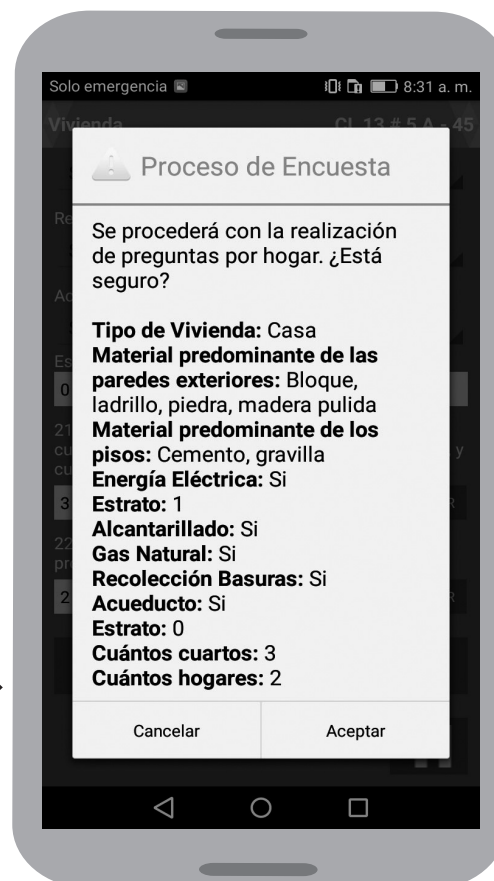 Solo emergencia 8:31 a. m.
Vivienda CL 13 # 5 A - 45
Proceso de Encuesta
Se procederá con la realización
de preguntas por hogar. ¿Está
seguro?
Tipo de Vivienda: Casa
Material predominante de las
paredes exteriores: Bloque,
ladrillo, piedra, madera pulida
Material predominante de los
pisos: Cemento, gravilla
Energía Eléctrica: Si
Estrato: 1
Alcantarillado: Si
Gas Natural: Si
Recolección Basuras: Si
Acueducto: Si
Estrato: 0
Cuántos cuartos: 3
Cuántos hogares: 2
Cancelar Aceptar